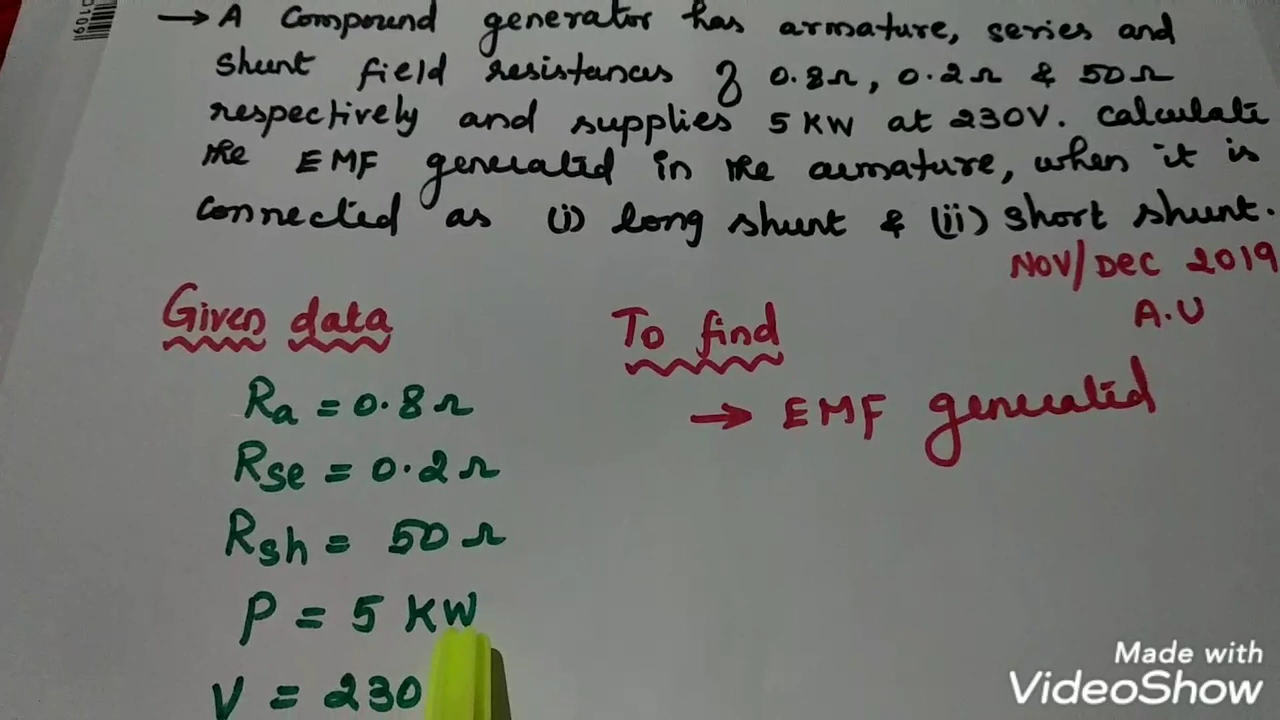 → A compound generator has armature, series and
shunt field resistances of 0.8Ω, 0.2Ω & 50Ω
respectively and supplies 5 KW at 230V. Calculate
the EMF generated in the armature, when it is
connected as (i) long shunt & (ii) short shunt.
NOV/DEC 2019
A.U
Given data
To find
Ra = 0.8Ω
→ EMF generated
Rse = 0.2Ω
Rsh = 50Ω
P = 5 KW
V = 230
Made with
VideoShow